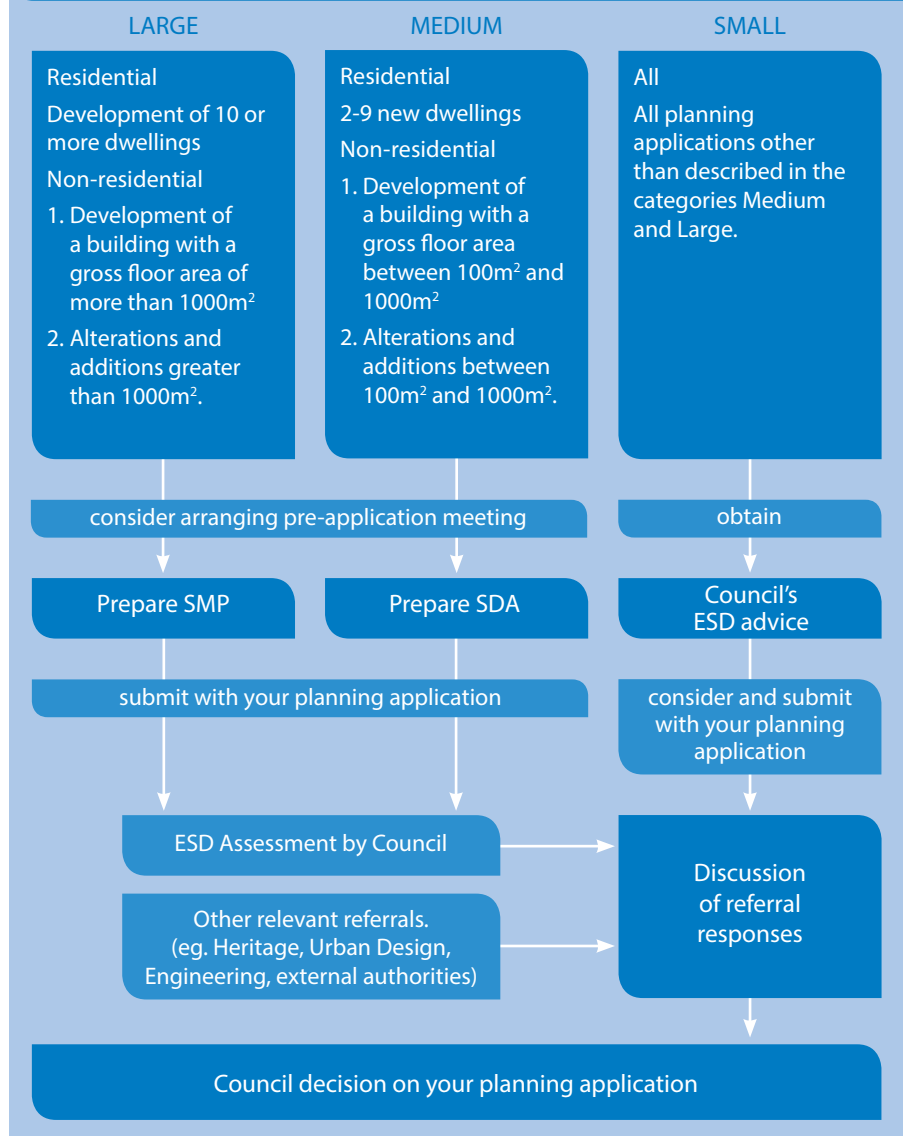 LARGE
MEDIUM
SMALL
Residential
Development of 10 or
more dwellings
Non-residential
1. Development of
a building with a
gross floor area of
more than 1000m²
2. Alterations and
additions greater
than 1000m².
Residential
2-9 new dwellings
Non-residential
1. Development of
a building with a
gross floor area
between 100m² and
1000m²
2. Alterations and
additions between
100m² and 1000m².
All
All planning
applications other
than described in the
categories Medium
and Large.
consider arranging pre-application meeting
obtain
Prepare SMP
Prepare SDA
Council's
ESD advice
submit with your planning application
consider and submit
with your planning
application
ESD Assessment by Council
Other relevant referrals.
(eg. Heritage, Urban Design,
Engineering, external authorities)
Discussion
of referral
responses
Council decision on your planning application